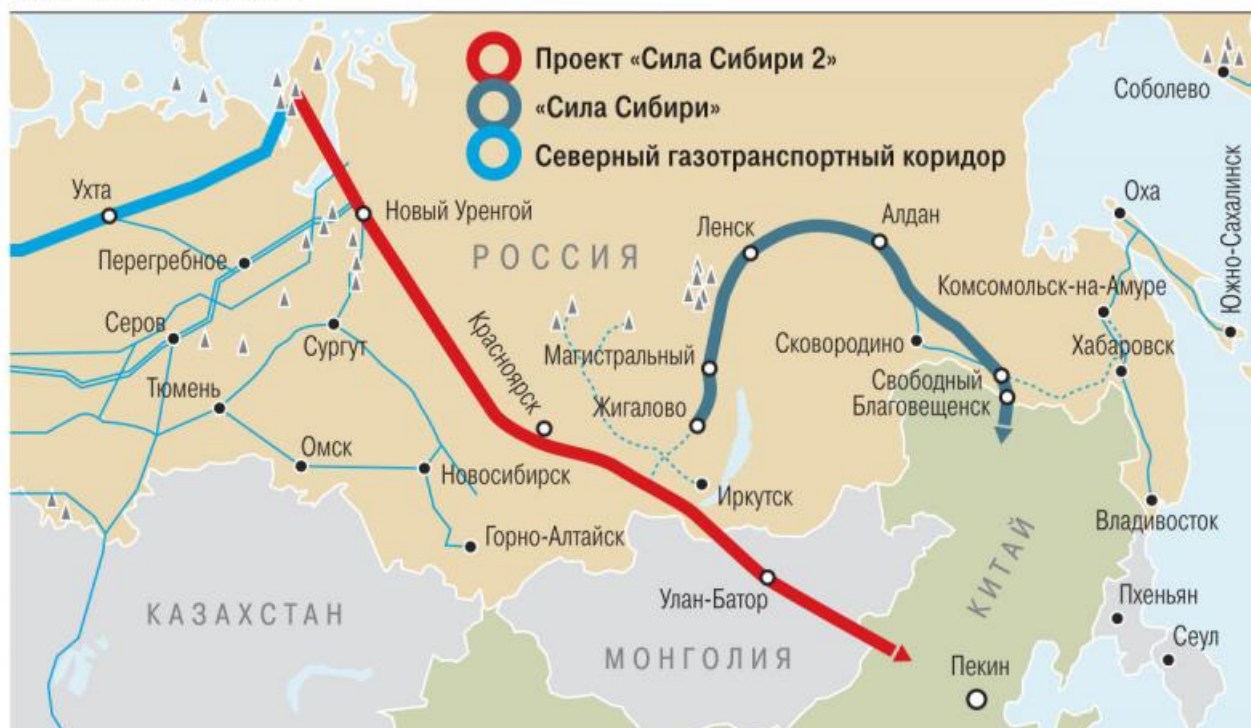 Проект «Сила Сибири 2»
«Сила Сибири»
Северный газотранспортный коридор
Соболево
Ухта
Новый Уренгой
Ленск
Алдан
Оха
Южно-Сахалинск
РОССИЯ
Перегребное
Комсомольск-на-Амуре
Серов
Сургут
Красноярск
Магистральный
Сковородино
Хабаровск
Тюмень
Жигалово
Свободный
Благовещенск
Омск
Новосибирск
Иркутск
Владивосток
Горно-Алтайск
КИТАЙ
КАЗАХСТАН
Улан-Батор
Пхеньян
Сеул
МОНГОЛИЯ
Пекин